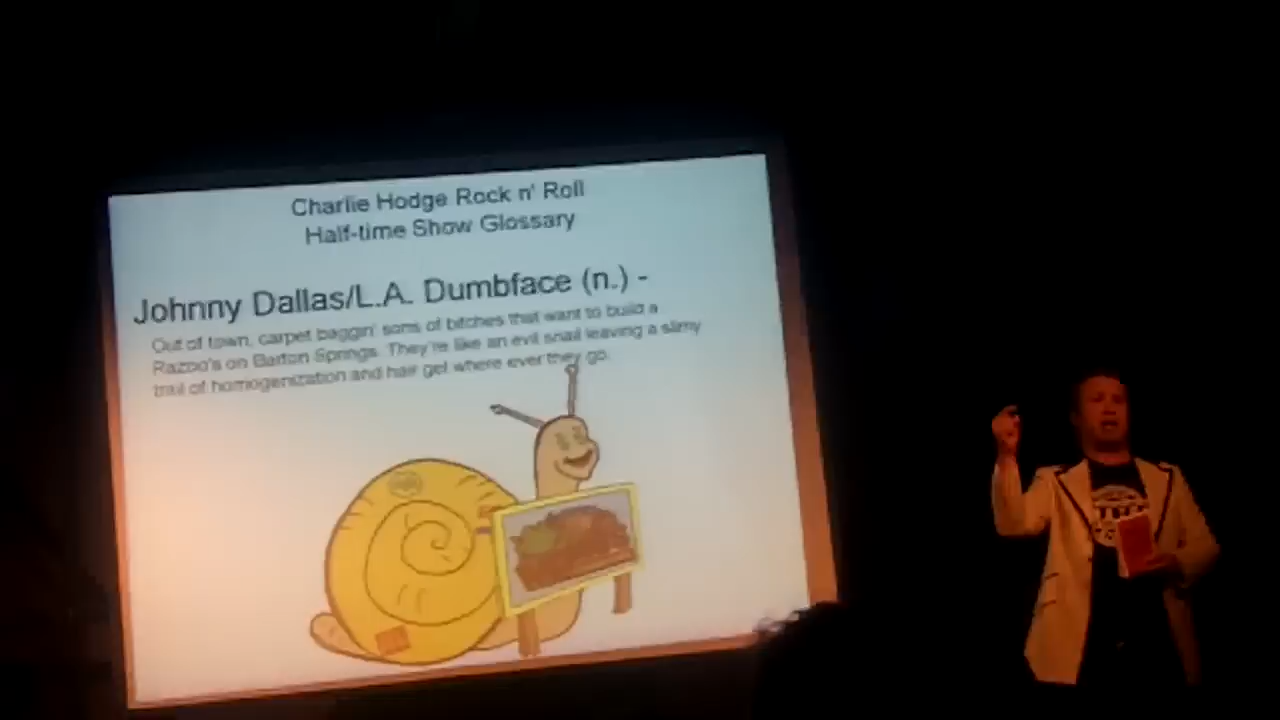 Charlie Hodge Rock n' Roll
Half-time Show Glossary
Johnny Dallas/L.A. Dumbface (n.) -
Out of town, carpet baggin' sons of bitches that want to build a
Razoo's on Barton Springs. They're like an evil snail leaving a slimy
trail of homogenization and hair gel where ever they go.